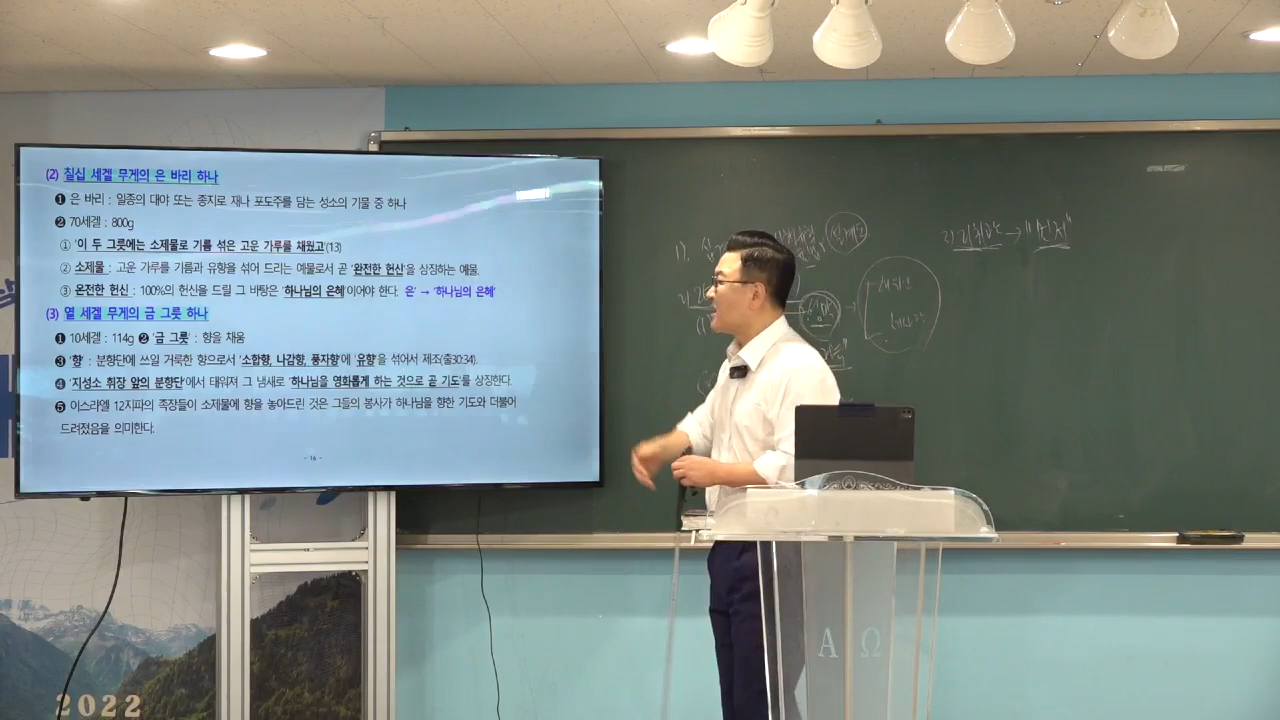 (2) 칠십 세겔 무게의 은 바리 하나
❶ 은 바리 : 일종의 대야 또는 종지로 재나 포도주를 담는 성소의 기물 중 하나
❷ 70세겔 : 800g
① '이 두 그릇에는 소제물로 기름 섞은 고운 가루를 채웠고'(13)
② 소제물 : 고운 가루를 기름과 유향을 섞어 드리는 예물로서 곧 '완전한 헌신'을 상징하는 예물.
③ 온전한 헌신 : 100%의 헌신을 드릴 그 바탕은 '하나님의 은혜'이어야 한다. 은' → '하나님의 은혜'
(3) 열 세겔 무게의 금 그릇 하나
❶ 10세겔 : 114g ❷ '금 그릇' : 향을 채움
❸ '향' : 분향단에 쓰일 거룩한 향으로서 '소합향, 나감향, 풍자향'에 '유향'을 섞어서 제조(출30:34).
❹ '지성소 휘장 앞의 분향단'에서 태워져 그 냄새로 '하나님을 영화롭게 하는 것으로 곧 기도'를 상징한다.
❺ 이스라엘 12지파의 족장들이 소제물에 향을 놓아드린 것은 그들의 봉사가 하나님을 향한 기도와 더불어
드려졌음을 의미한다.
- 16 -
Α Ω
2022